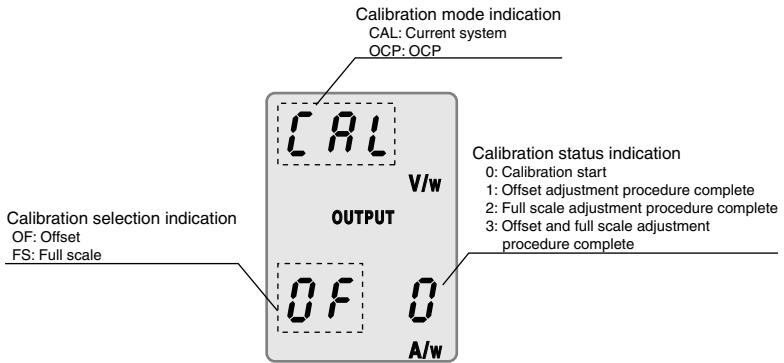 Calibration mode indication
CAL: Current system
OCP: OCP
CAL
V/w
OUTPUT
Calibration status indication
0: Calibration start
1: Offset adjustment procedure complete
2: Full scale adjustment procedure complete
3: Offset and full scale adjustment
procedure complete
Calibration selection indication
OF: Offset
FS: Full scale
OF 0
A/w